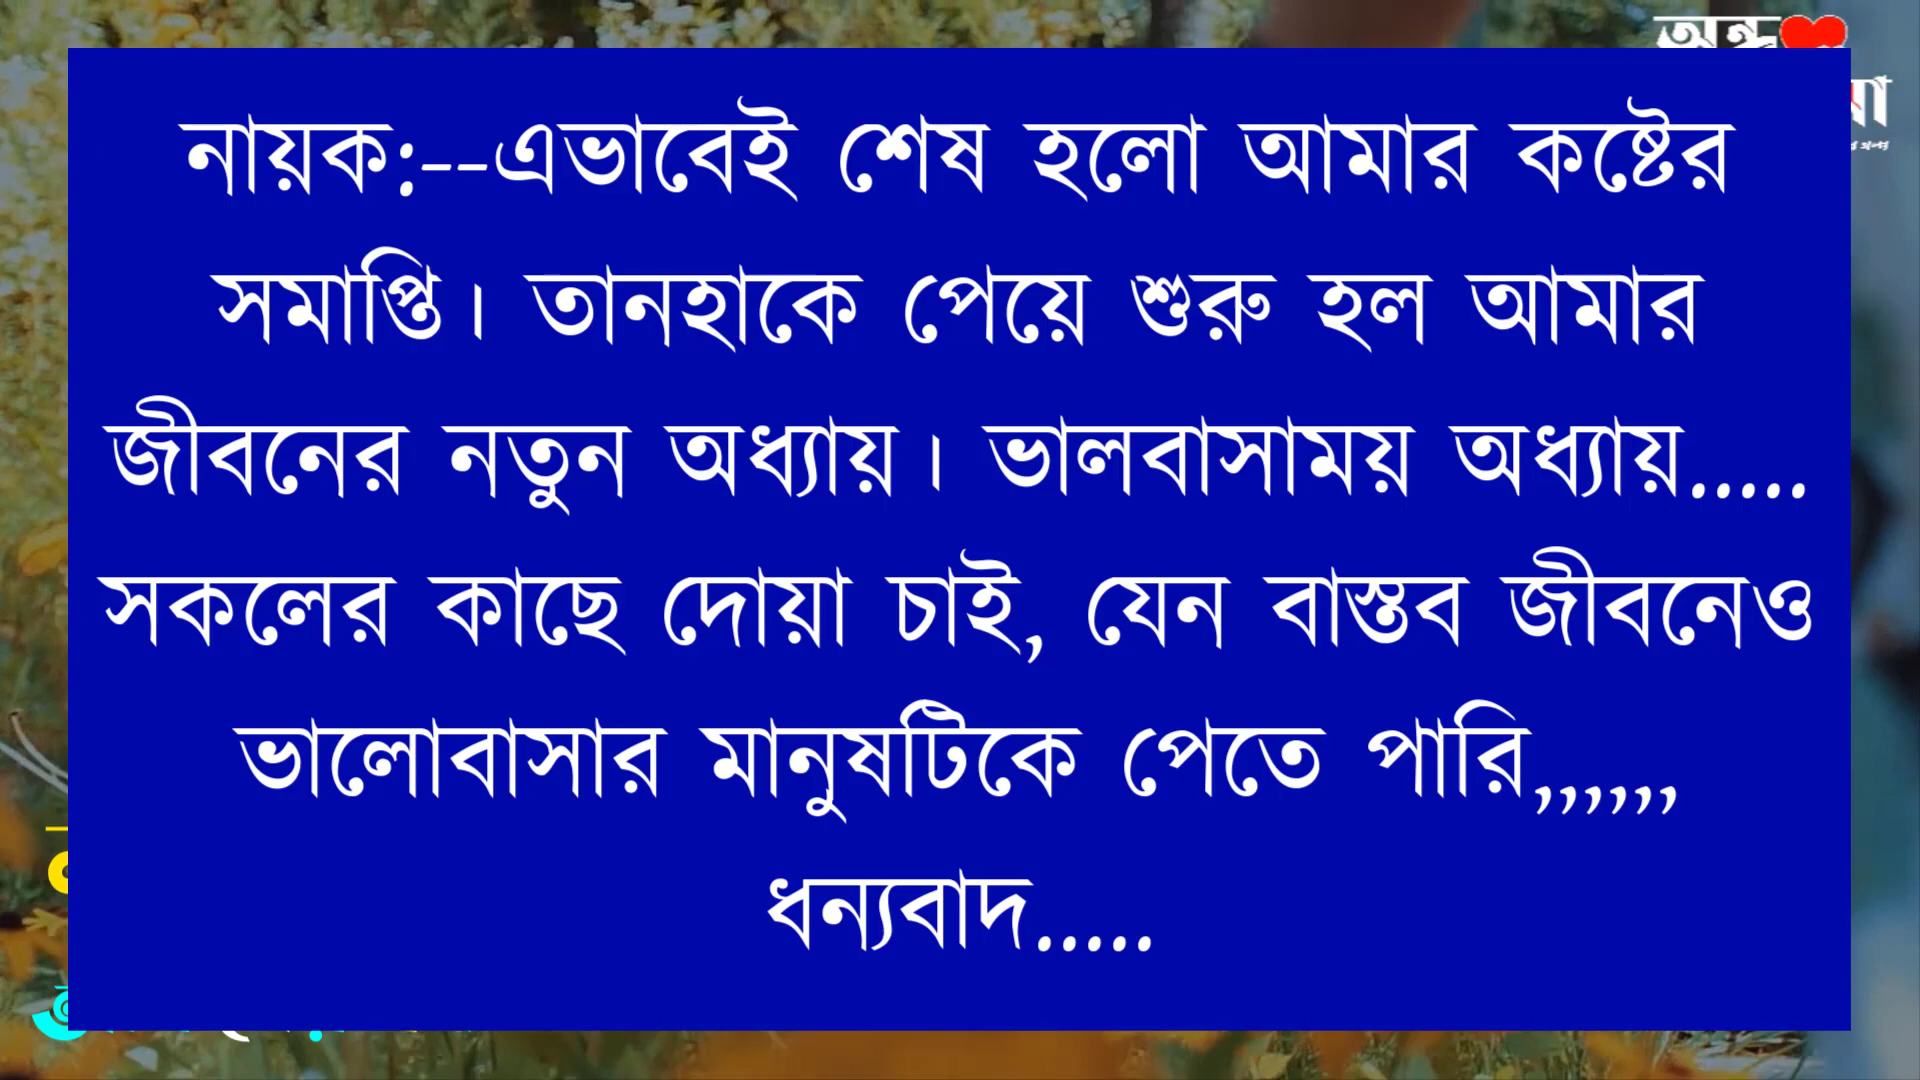 অন্ধ
নায়ক:--এভাবেই শেষ হলো আমার কষ্টের
সমাপ্তি। তানহাকে পেয়ে শুরু হল আমার
জীবনের নতুন অধ্যায়। ভালবাসাময় অধ্যায়.....
সকলের কাছে দোয়া চাই, যেন বাস্তব জীবনেও
ভালোবাসার মানুষটিকে পেতে পারি,,,,,,
ধন্যবাদ.....